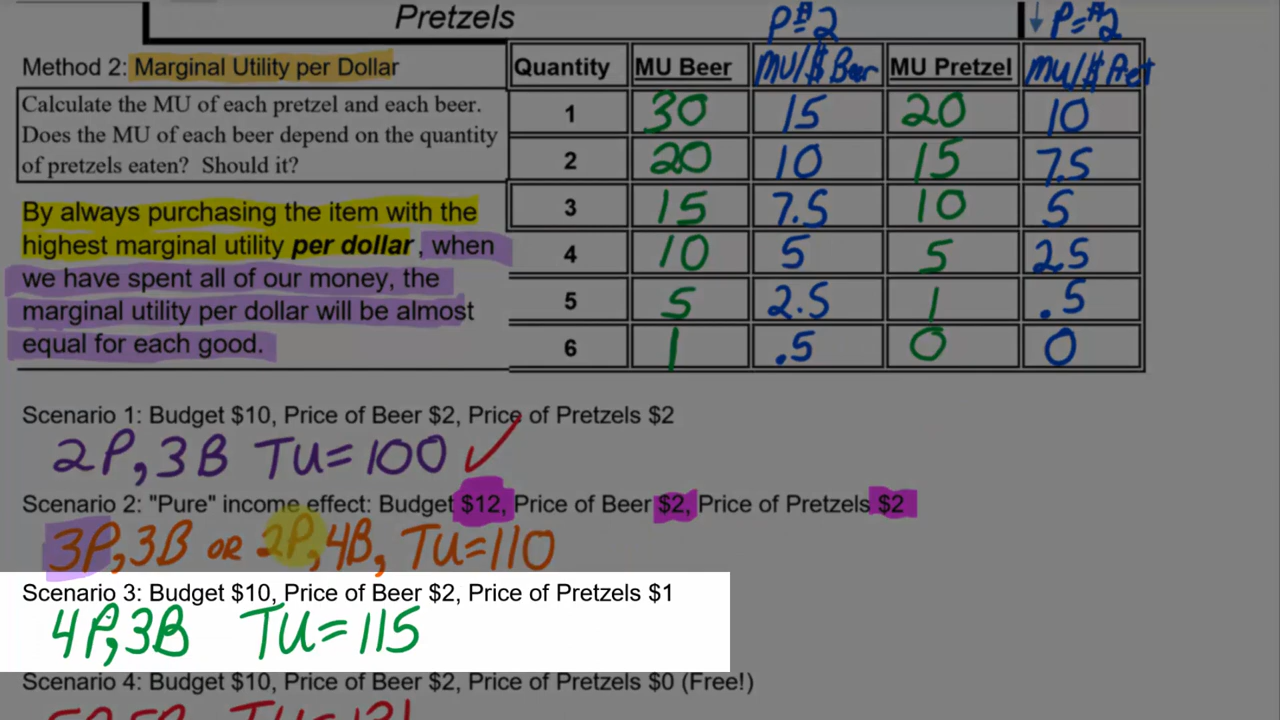 Pretzels
P=$2
↓ P=$2
Method 2: Marginal Utility per Dollar
Quantity MU Beer MU/$ Beer MU Pretzel MU/$ Pret
Calculate the MU of each pretzel and each beer.
Does the MU of each beer depend on the quantity
of pretzels eaten? Should it?
1 30 15 20 10
2 20 10 15 7.5
3 15 7.5 10 5
4 10 5 5 2.5
5 5 2.5 1 .5
6 1 .5 0 0
By always purchasing the item with the
highest marginal utility per dollar, when
we have spent all of our money, the
marginal utility per dollar will be almost
equal for each good.
Scenario 1: Budget $10, Price of Beer $2, Price of Pretzels $2
2P, 3B TU=100 ✓
Scenario 2: "Pure" income effect: Budget $12, Price of Beer $2, Price of Pretzels $2
3P, 3B OR 2P, 4B, TU=110
Scenario 3: Budget $10, Price of Beer $2, Price of Pretzels $1
4P, 3B TU=115
Scenario 4: Budget $10, Price of Beer $2, Price of Pretzels $0 (Free!)